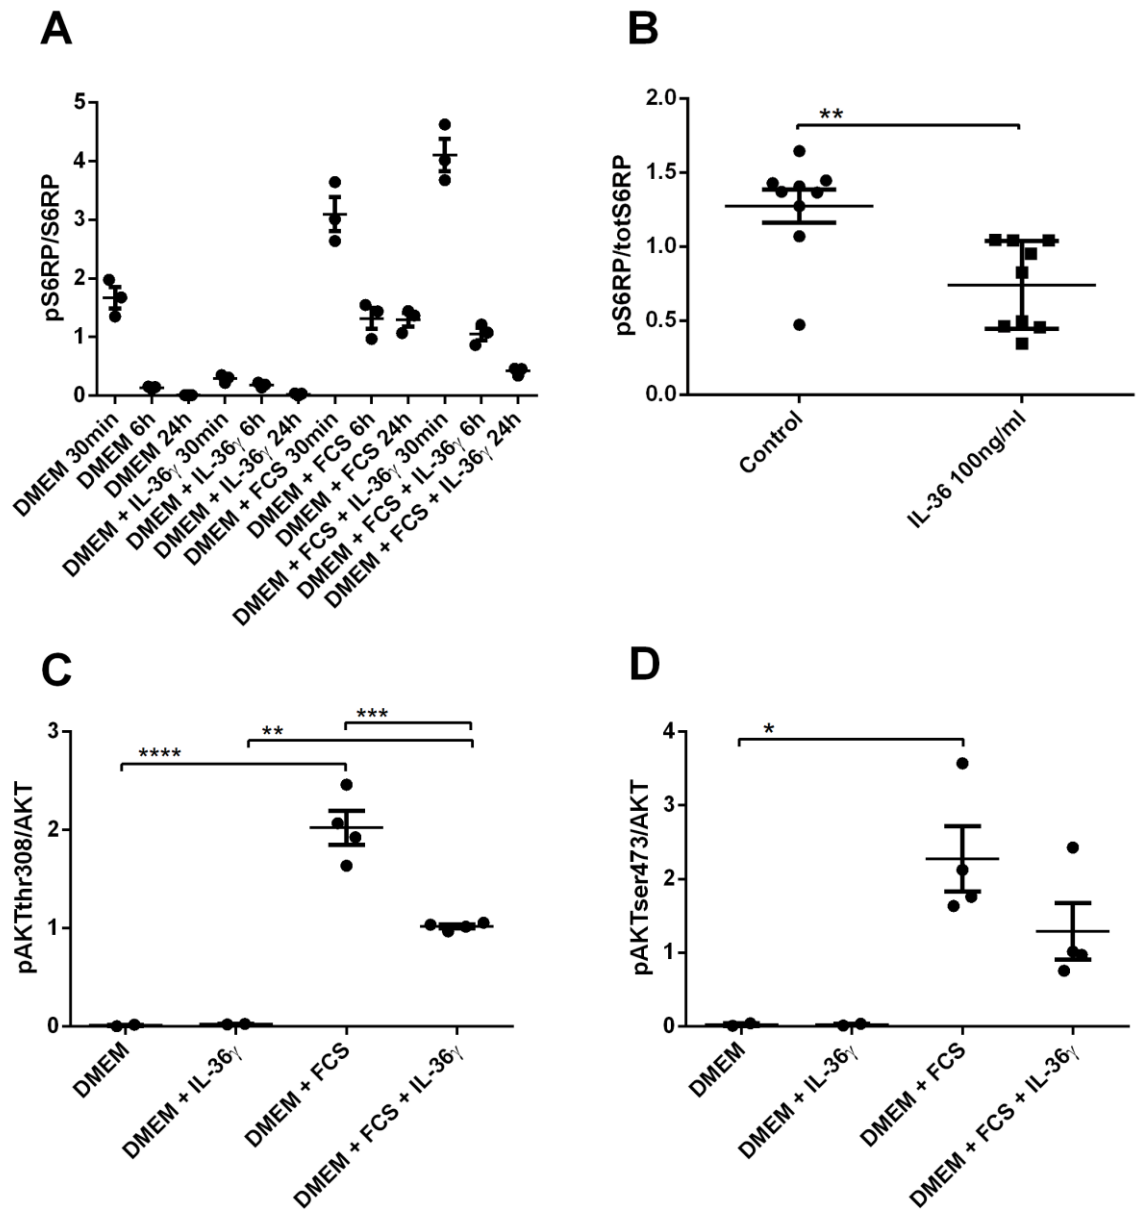 A
pS6RP/S6RP
5
4
3
2
1
0
DMEM 30min
DMEM 6h
DMEM 24h
DMEM + IL-36γ 30min
DMEM + IL-36γ 6h
DMEM + IL-36γ 24h
DMEM + FCS 30min
DMEM + FCS 6h
DMEM + FCS 24h
DMEM + FCS + IL-36γ 30min
DMEM + FCS + IL-36γ 6h
DMEM + FCS + IL-36γ 24h
B
pS6RP/totS6RP
2.0
1.5
1.0
0.5
0.0
**
Control
IL-36 100ng/ml
C
pAKTthr308/AKT
3
2
1
0
***
**
****
DMEM
DMEM + IL-36γ
DMEM + FCS
DMEM + FCS + IL-36γ
D
pAKTser473/AKT
4
3
2
1
0
*
DMEM
DMEM + IL-36γ
DMEM + FCS
DMEM + FCS + IL-36γ